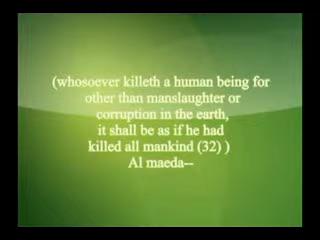 (whosoever killeth a human being for
other than manslaughter or
corruption in the earth,
it shall be as if he had
killed all mankind (32) )
Al maeda--